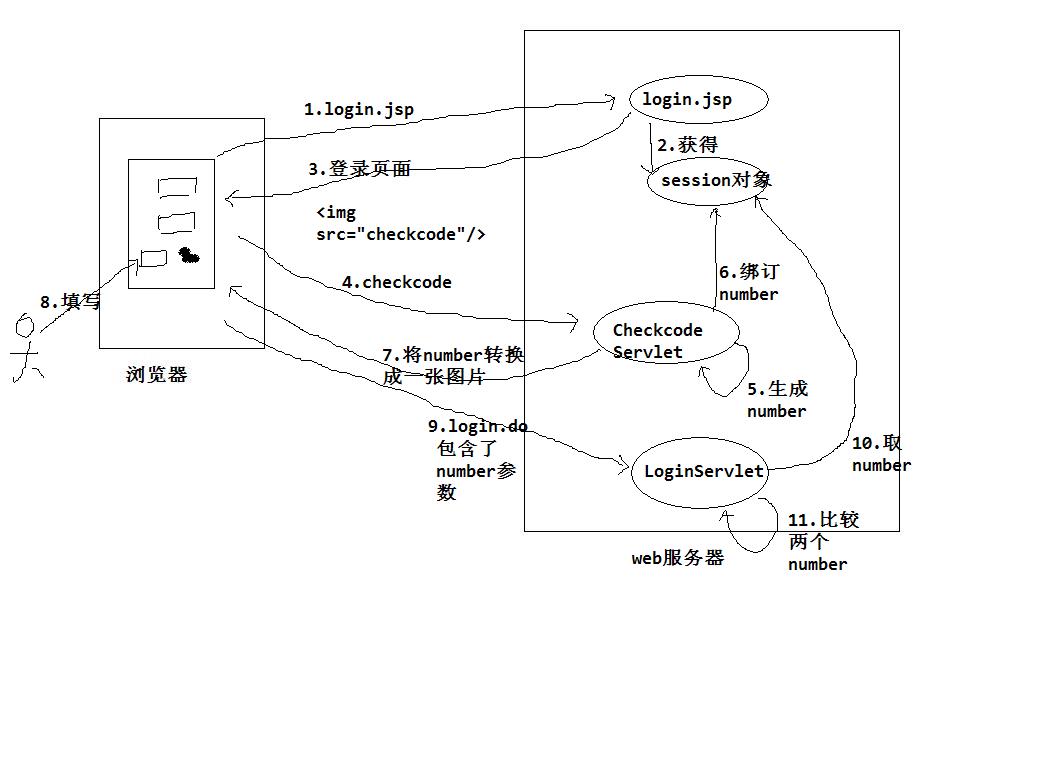 1.login.jsp
login.jsp
2.获得
3.登录页面
session对象
<img
src="checkcode"/>
4.checkcode
6.绑订
number
8.填写
Checkcode
Servlet
7.将number转换
成一张图片
浏览器
5.生成
number
9.login.do
包含了
number参
数
10.取
number
LoginServlet
11.比较
两个
number
web服务器